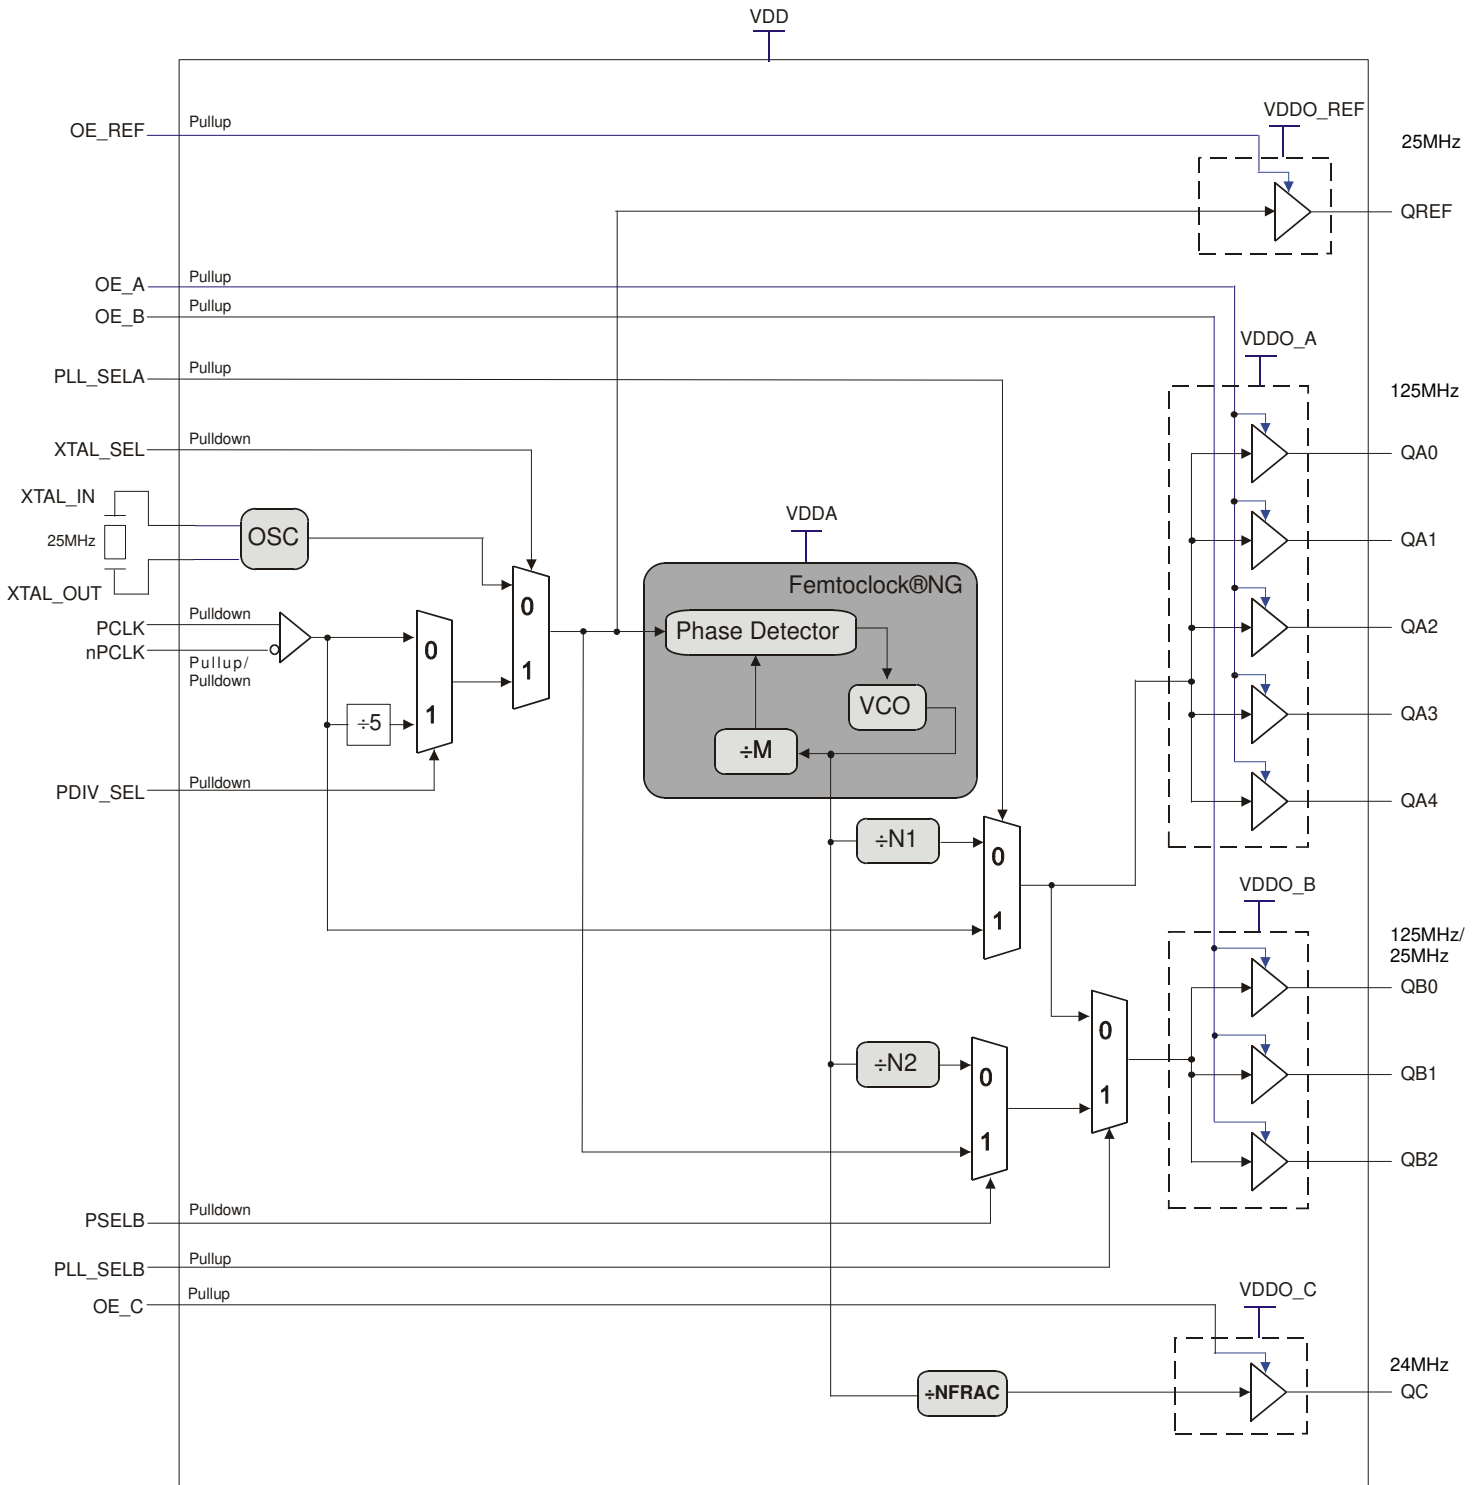 VDD
OE_REF
Pullup
VDDO_REF
25MHz
QREF
OE_A
Pullup
OE_B
Pullup
VDDO_A
PLL_SELA
Pullup
125MHz
XTAL_SEL
Pulldown
QA0
XTAL_IN
25MHz
XTAL_OUT
OSC
VDDA
QA1
Femtoclock®NG
0
1
PCLK
Pulldown
nPCLK
Pullup/
Pulldown
0
1
÷5
Phase Detector
VCO
÷M
QA2
QA3
PDIV_SEL
Pulldown
QA4
÷N1
0
1
VDDO_B
125MHz/
25MHz
QB0
0
1
÷N2
0
1
QB1
QB2
PSELB
Pulldown
PLL_SELB
Pullup
OE_C
Pullup
VDDO_C
24MHz
÷NFRAC
QC